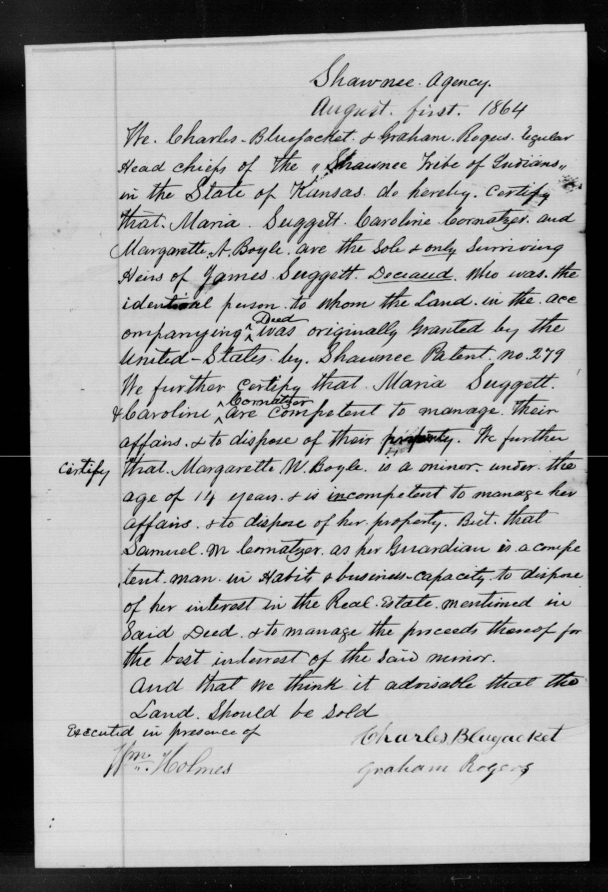 Shawnee Agency.
August. first. 1864
We. Charles Bluejacket. & Graham. Rogers. regular
Head chiefs of the "Shawnee Tribe of Indians"
in the State of Kansas. do hereby. Certify
that. Maria. Suggett. Caroline. Cornatzer. and
Margarette. A. Boyle. are the Sole & only Surviving
Heirs of James. Suggett. Deceased. Who was. the
identical person. to whom the Land. in the. acc
ompanying Deed was originally Granted by the
United-States. by. Shawnee Patent. no. 279
We further Certify that. Maria Suggett.
& Caroline Cornatzer are competent to manage. their
affairs. & to dispose of their property. We further
Certify that. Margarette W. Boyle. is a minor. under. the
age of 14 years. & is incompetent to manage her
affairs. & to dispose of her property. But. that
Samuel. M Cornatzer. as her Guardian is a compe
tent. man. in Habits & business-capacity. to dispose
of her interest in the Real. Estate. mentioned in
Said Deed. & to manage the proceeds thereof for
the best interest of the said minor.
And that we think it advisable that the
Land. Should be Sold
Executed in presence of
Charles Bluejacket
Wm. Holmes
Graham Rogers